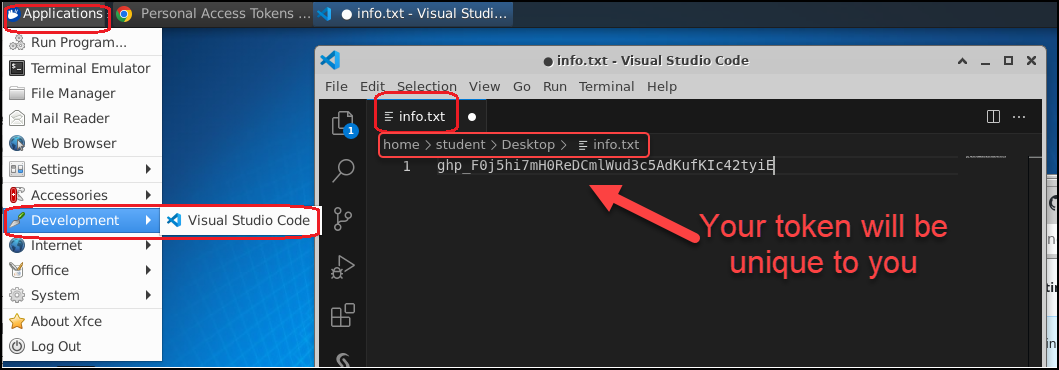 Applications
Personal Access Tokens ...
info.txt - Visual Studi...
Run Program...
Terminal Emulator
File Manager
Mail Reader
Web Browser
Settings
Accessories
Development
Visual Studio Code
Internet
Office
System
About Xfce
Log Out
info.txt - Visual Studio Code
File Edit Selection View Go Run Terminal Help
1
info.txt
home > student > Desktop > info.txt
1 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
Your token will be
unique to you